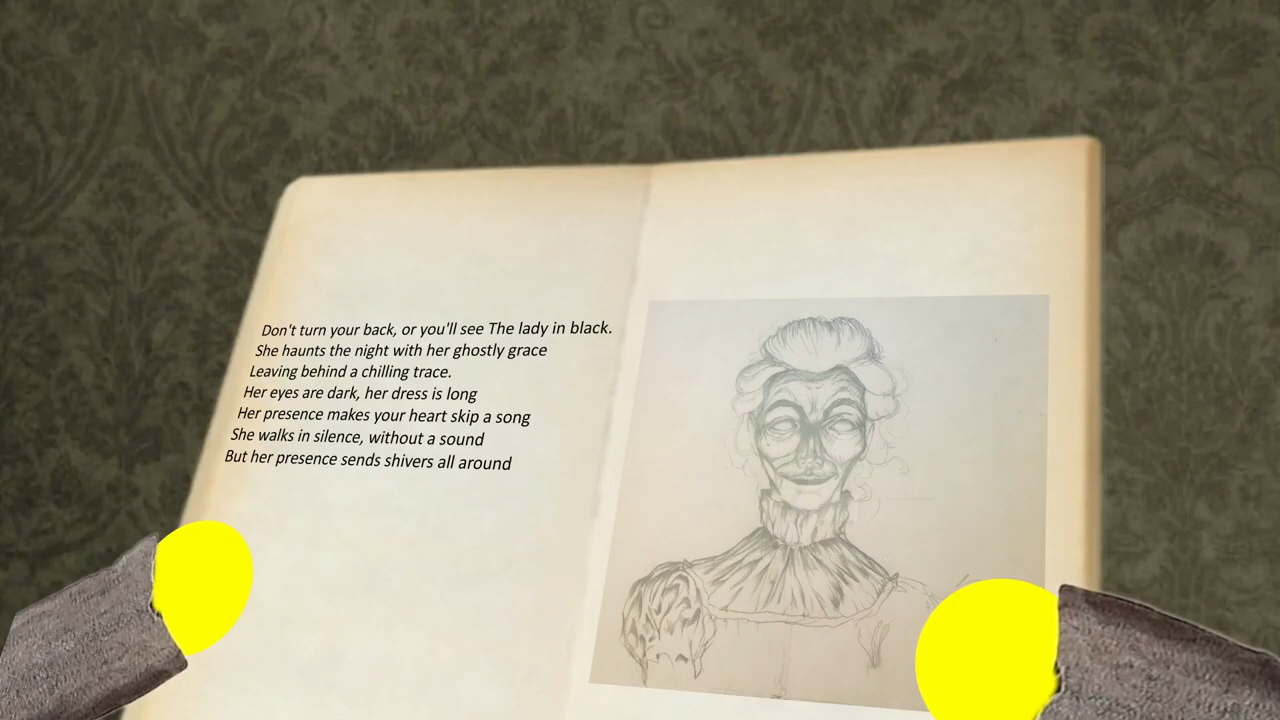 Don't turn your back, or you'll see The lady in black.
She haunts the night with her ghostly grace
Leaving behind a chilling trace.
Her eyes are dark, her dress is long
Her presence makes your heart skip a song
She walks in silence, without a sound
But her presence sends shivers all around